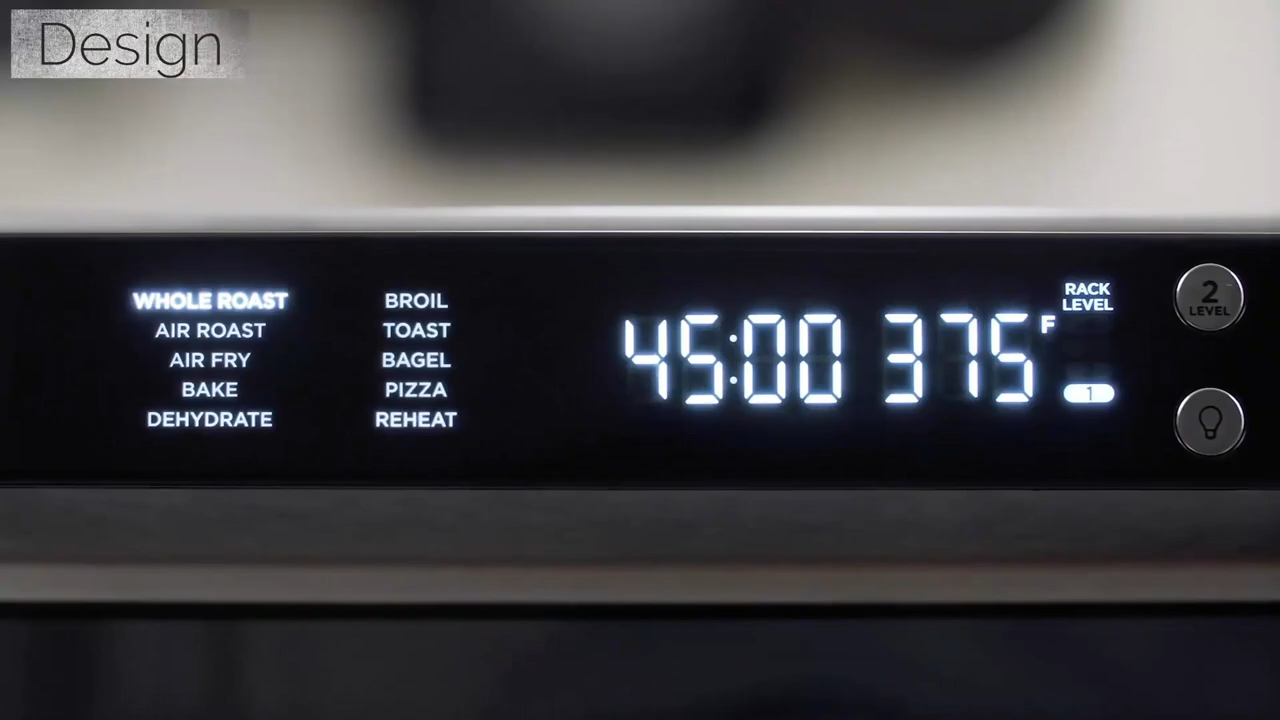 Design
WHOLE ROAST
AIR ROAST
AIR FRY
BAKE
DEHYDRATE
BROIL
TOAST
BAGEL
PIZZA
REHEAT
45:00 375 F
RACK
LEVEL
1
2
LEVEL